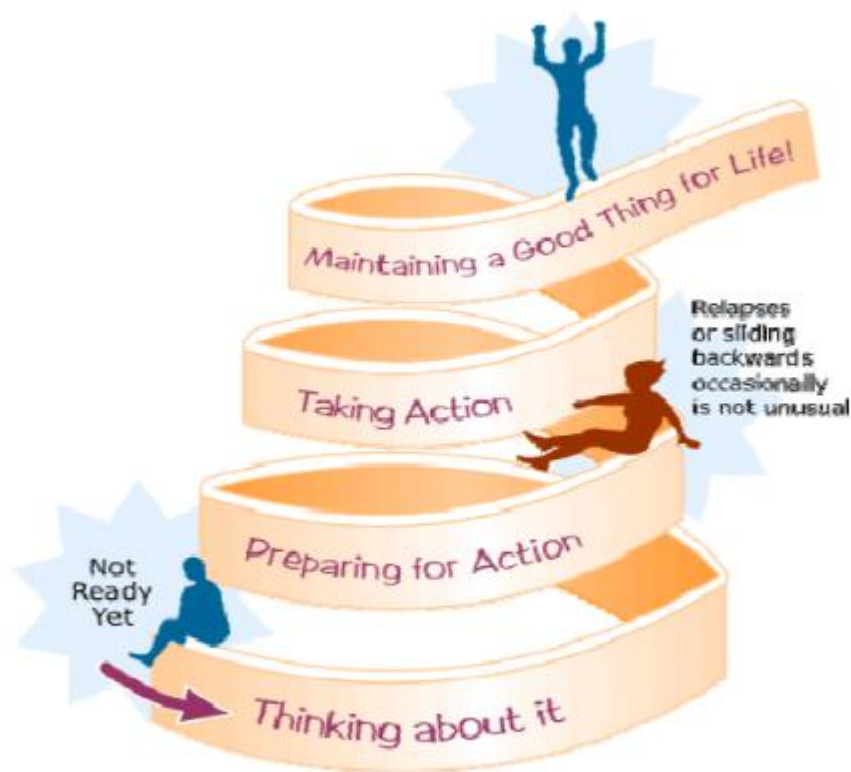 Maintaining a Good Thing for Life!
Relapses
or sliding
backwards
occasionally
is not unusual
Taking Action
Preparing for Action
Not
Ready
Yet
Thinking about it